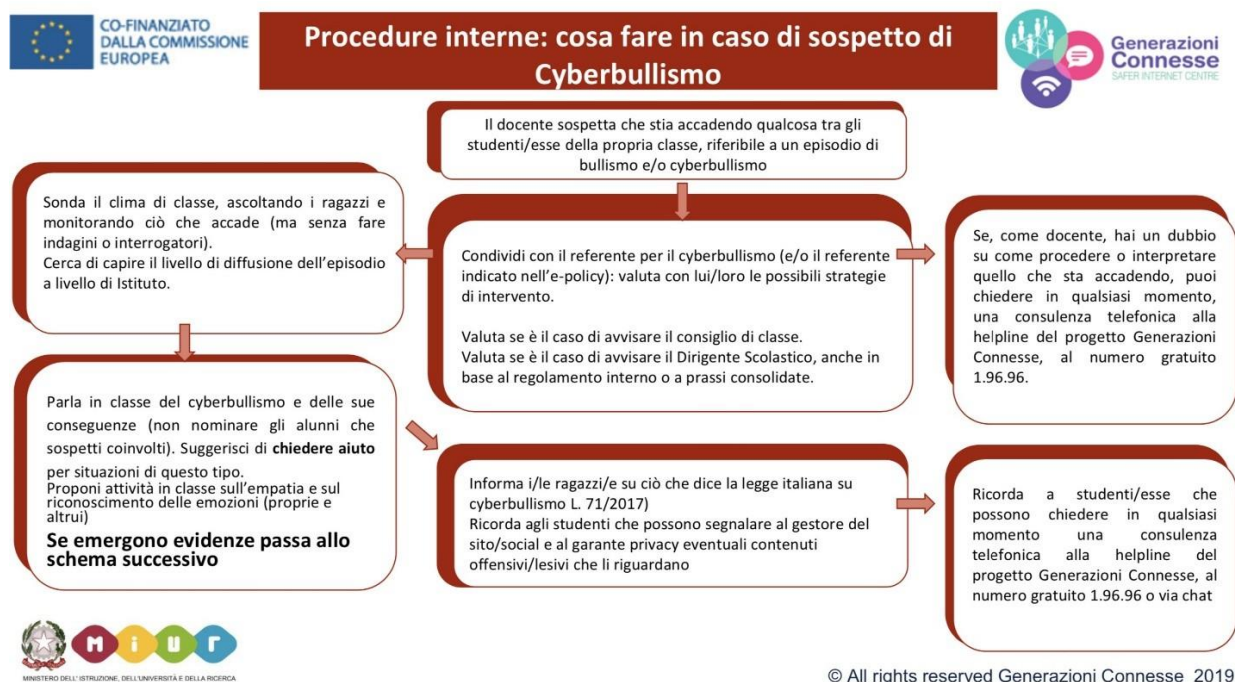 CO-FINANZIATO
DALLA COMMISSIONE
EUROPEA
Procedure interne: cosa fare in caso di sospetto di
Cyberbullismo
Generazioni
Connesse
SAFER INTERNET CENTRE
Il docente sospetta che stia accadendo qualcosa tra gli
studenti/esse della propria classe, riferibile a un episodio di
bullismo e/o cyberbullismo
Sonda il clima di classe, ascoltando i ragazzi e
monitorando ciò che accade (ma senza fare
indagini o interrogatori).
Cerca di capire il livello di diffusione dell'episodio
a livello di Istituto.
Condividi con il referente per il cyberbullismo (e/o il referente
indicato nell'e-policy): valuta con lui/loro le possibili strategie
di intervento.
Valuta se è il caso di avvisare il consiglio di classe.
Valuta se è il caso di avvisare il Dirigente Scolastico, anche in
base al regolamento interno o a prassi consolidate.
Se, come docente, hai un dubbio
su come procedere o interpretare
quello che sta accadendo, puoi
chiedere in qualsiasi momento,
una consulenza telefonica alla
helpline del progetto Generazioni
Connesse, al numero gratuito
1.96.96.
Parla in classe del cyberbullismo e delle sue
conseguenze (non nominare gli alunni che
sospetti coinvolti). Suggerisci di chiedere aiuto
per situazioni di questo tipo.
Proponi attività in classe sull'empatia e sul
riconoscimento delle emozioni (proprie e
altrui)
Se emergono evidenze passa allo
schema successivo
Informa i/le ragazzi/e su ciò che dice la legge italiana su
cyberbullismo L. 71/2017)
Ricorda agli studenti che possono segnalare al gestore del
sito/social e al garante privacy eventuali contenuti
offensivi/lesivi che li riguardano
Ricorda a studenti/esse che
possono chiedere in qualsiasi
momento una consulenza
telefonica alla helpline del
progetto Generazioni Connesse, al
numero gratuito 1.96.96 o via chat
MiUr
MINISTERO DELL'ISTRUZIONE, DELL'UNIVERSITÀ E DELLA RICERCA
© All rights reserved Generazioni Connesse 2019